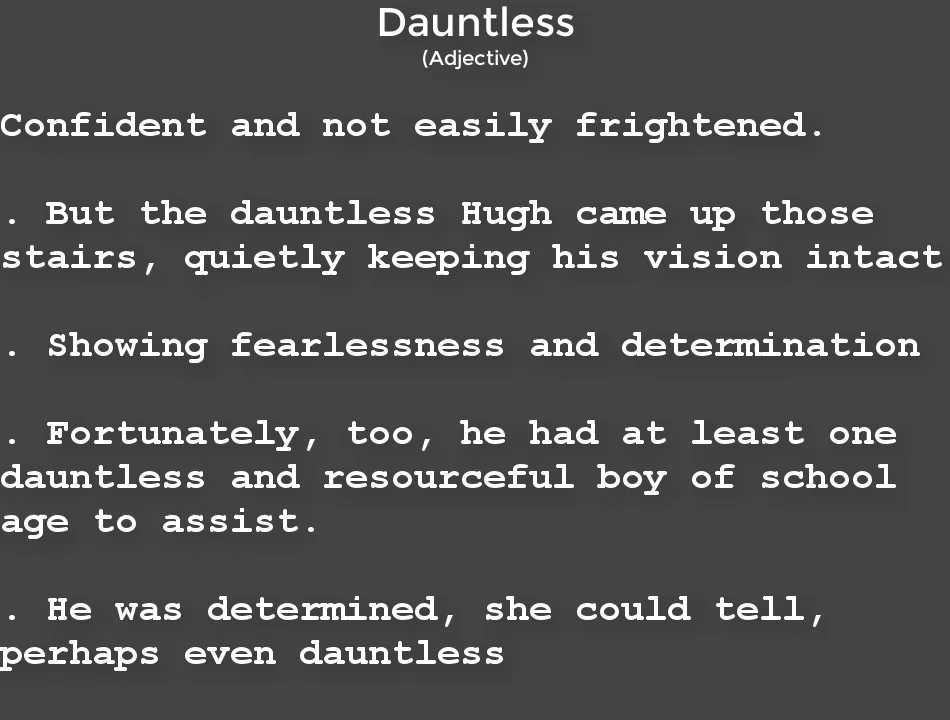 Dauntless
(Adjective)
Confident and not easily frightened.
. But the dauntless Hugh came up those
stairs, quietly keeping his vision intact
. Showing fearlessness and determination
. Fortunately, too, he had at least one
dauntless and resourceful boy of school
age to assist.
. He was determined, she could tell,
perhaps even dauntless